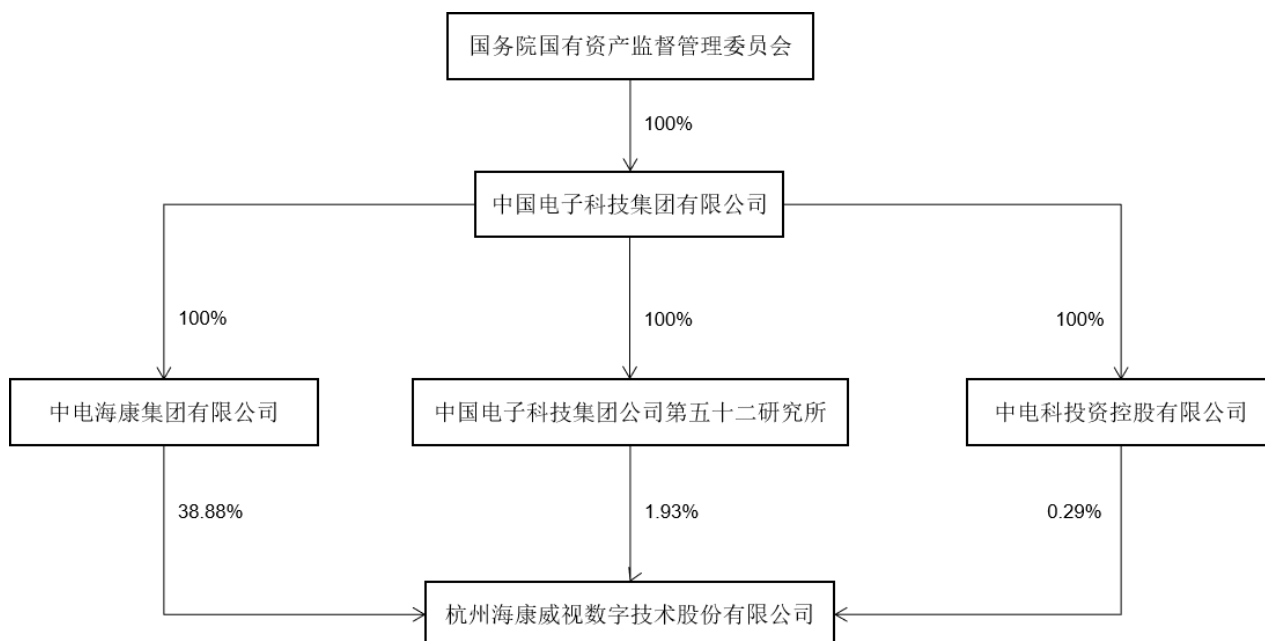 国务院国有资产监督管理委员会
100%
中国电子科技集团有限公司
100%
100%
100%
中电海康集团有限公司
中国电子科技集团公司第五十二研究所
中电科投资控股有限公司
38.88%
1.93%
0.29%
杭州海康威视数字技术股份有限公司